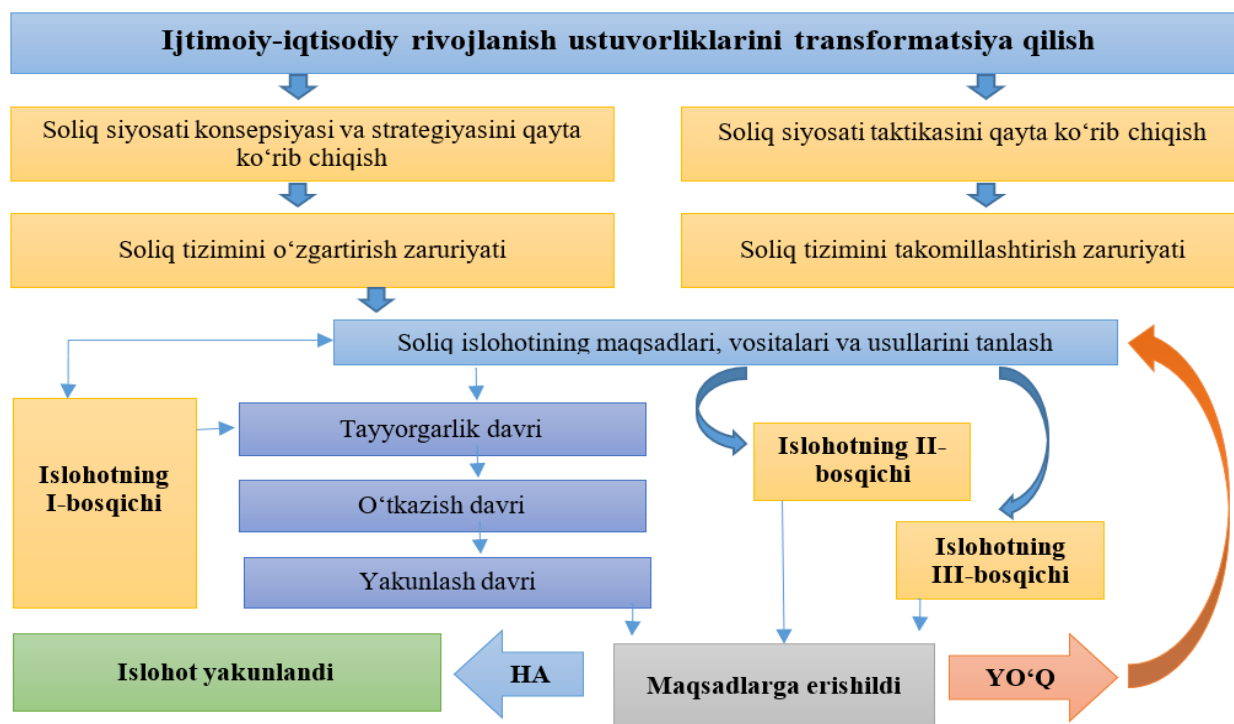 Ijtimoiy-iqtisodiy rivojlanish ustuvorliklarini transformatsiya qilish
Soliq siyosati konsepsiyasi va strategiyasini qayta
ko‘rib chiqish
Soliq siyosati taktikasini qayta ko‘rib chiqish
Soliq tizimini o‘zgartirish zaruriyati
Soliq tizimini takomillashtirish zaruriyati
Soliq islohotining maqsadlari, vositalari va usullarini tanlash
Islohotning
I-bosqichi
Tayyorgarlik davri
O‘tkazish davri
Yakunlash davri
Islohotning II-
bosqichi
Islohotning
III-bosqichi
Islohot yakunlandi
HA
Maqsadlarga erishildi
YO‘Q